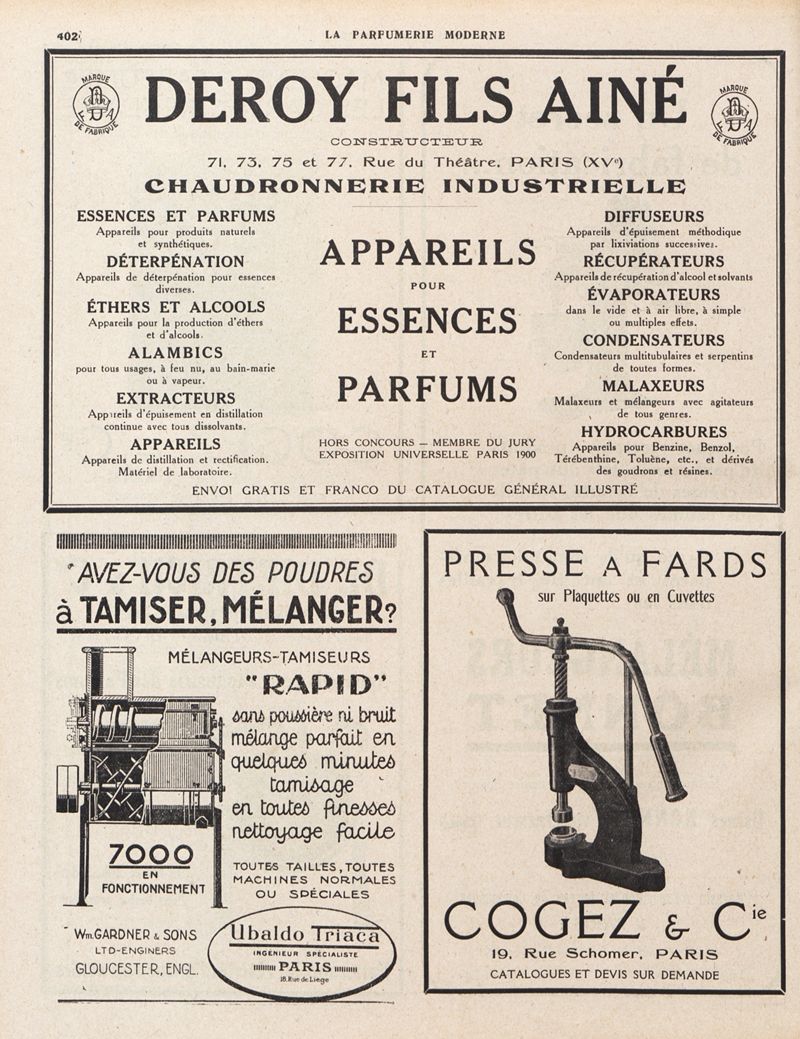 402
LA PARFUMERIE MODERNE
MARQUE
DE FABRIQUE
DEROY FILS AINÉ
MARQUE
DE FABRIQUE
CONSTRUCTEUR
71, 73, 75 et 77, Rue du Théâtre, PARIS (XVe)
CHAUDRONNERIE INDUSTRIELLE
ESSENCES ET PARFUMS
Appareils pour produits naturels
et synthétiques.
DÉTERPÉNATION
Appareils de déterpénation pour essences
diverses.
ÉTHERS ET ALCOOLS
Appareils pour la production d'éthers
et d'alcools.
ALAMBICS
pour tous usages, à feu nu, au bain-marie
ou à vapeur.
EXTRACTEURS
Appareils d'épuisement en distillation
continue avec tous dissolvants.
APPAREILS
Appareils de distillation et rectification.
Matériel de laboratoire.
APPAREILS
POUR
ESSENCES
ET
PARFUMS
HORS CONCOURS — MEMBRE DU JURY
EXPOSITION UNIVERSELLE PARIS 1900
DIFFUSEURS
Appareils d'épuisement méthodique
par lixiviations successives.
RÉCUPÉRATEURS
Appareils de récupération d'alcool et solvants
ÉVAPORATEURS
dans le vide et à air libre, à simple
ou multiples effets.
CONDENSATEURS
Condensateurs multitubulaires et serpentins
de toutes formes.
MALAXEURS
Malaxeurs et mélangeurs avec agitateurs
de tous genres.
HYDROCARBURES
Appareils pour Benzine, Benzol,
Térébenthine, Toluène, etc., et dérivés
des goudrons et résines.
ENVOI GRATIS ET FRANCO DU CATALOGUE GÉNÉRAL ILLUSTRÉ
AVEZ-VOUS DES POUDRES
à TAMISER, MÉLANGER?
MÉLANGEURS-TAMISEURS
"RAPID"
sans poussière ni bruit
mélange parfait en
quelques minutes
tamisage
en toutes finesses
nettoyage facile
7000
EN
FONCTIONNEMENT
TOUTES TAILLES, TOUTES
MACHINES NORMALES
OU SPÉCIALES
Wm. GARDNER & SONS
LTD-ENGINERS
GLOUCESTER, ENGL.
Ubaldo Triaca
INGÉNIEUR SPÉCIALISTE
PARIS
18, Rue de Liege
PRESSE A FARDS
sur Plaquettes ou en Cuvettes
COGEZ & Cie
19, Rue Schomer, PARIS
CATALOGUES ET DEVIS SUR DEMANDE